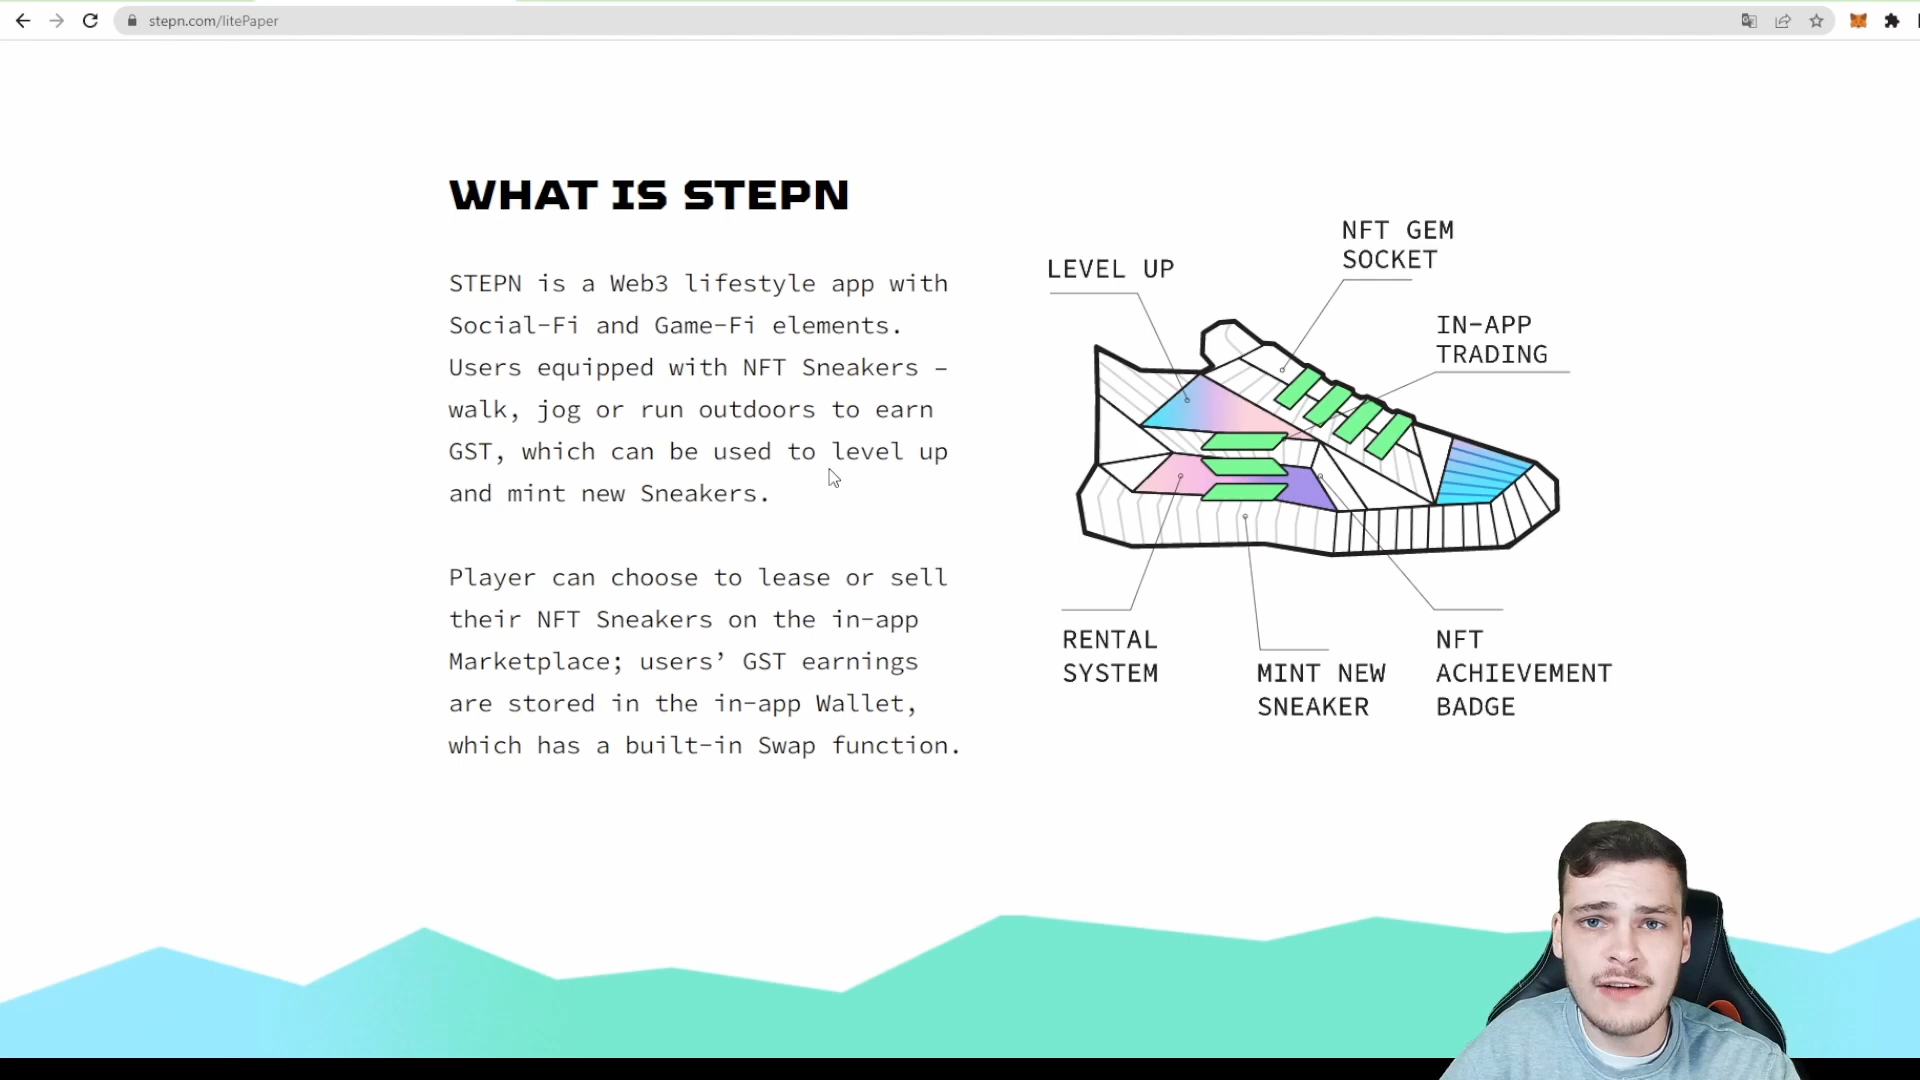 stepn.com/litePaper
WHAT IS STEPN
STEPN is a Web3 lifestyle app with
Social-Fi and Game-Fi elements.
Users equipped with NFT Sneakers –
walk, jog or run outdoors to earn
GST, which can be used to level up
and mint new Sneakers.
Player can choose to lease or sell
their NFT Sneakers on the in-app
Marketplace; users’ GST earnings
are stored in the in-app Wallet,
which has a built-in Swap function.
LEVEL UP
NFT GEM
SOCKET
IN-APP
TRADING
RENTAL
SYSTEM
MINT NEW
SNEAKER
NFT
ACHIEVEMENT
BADGE